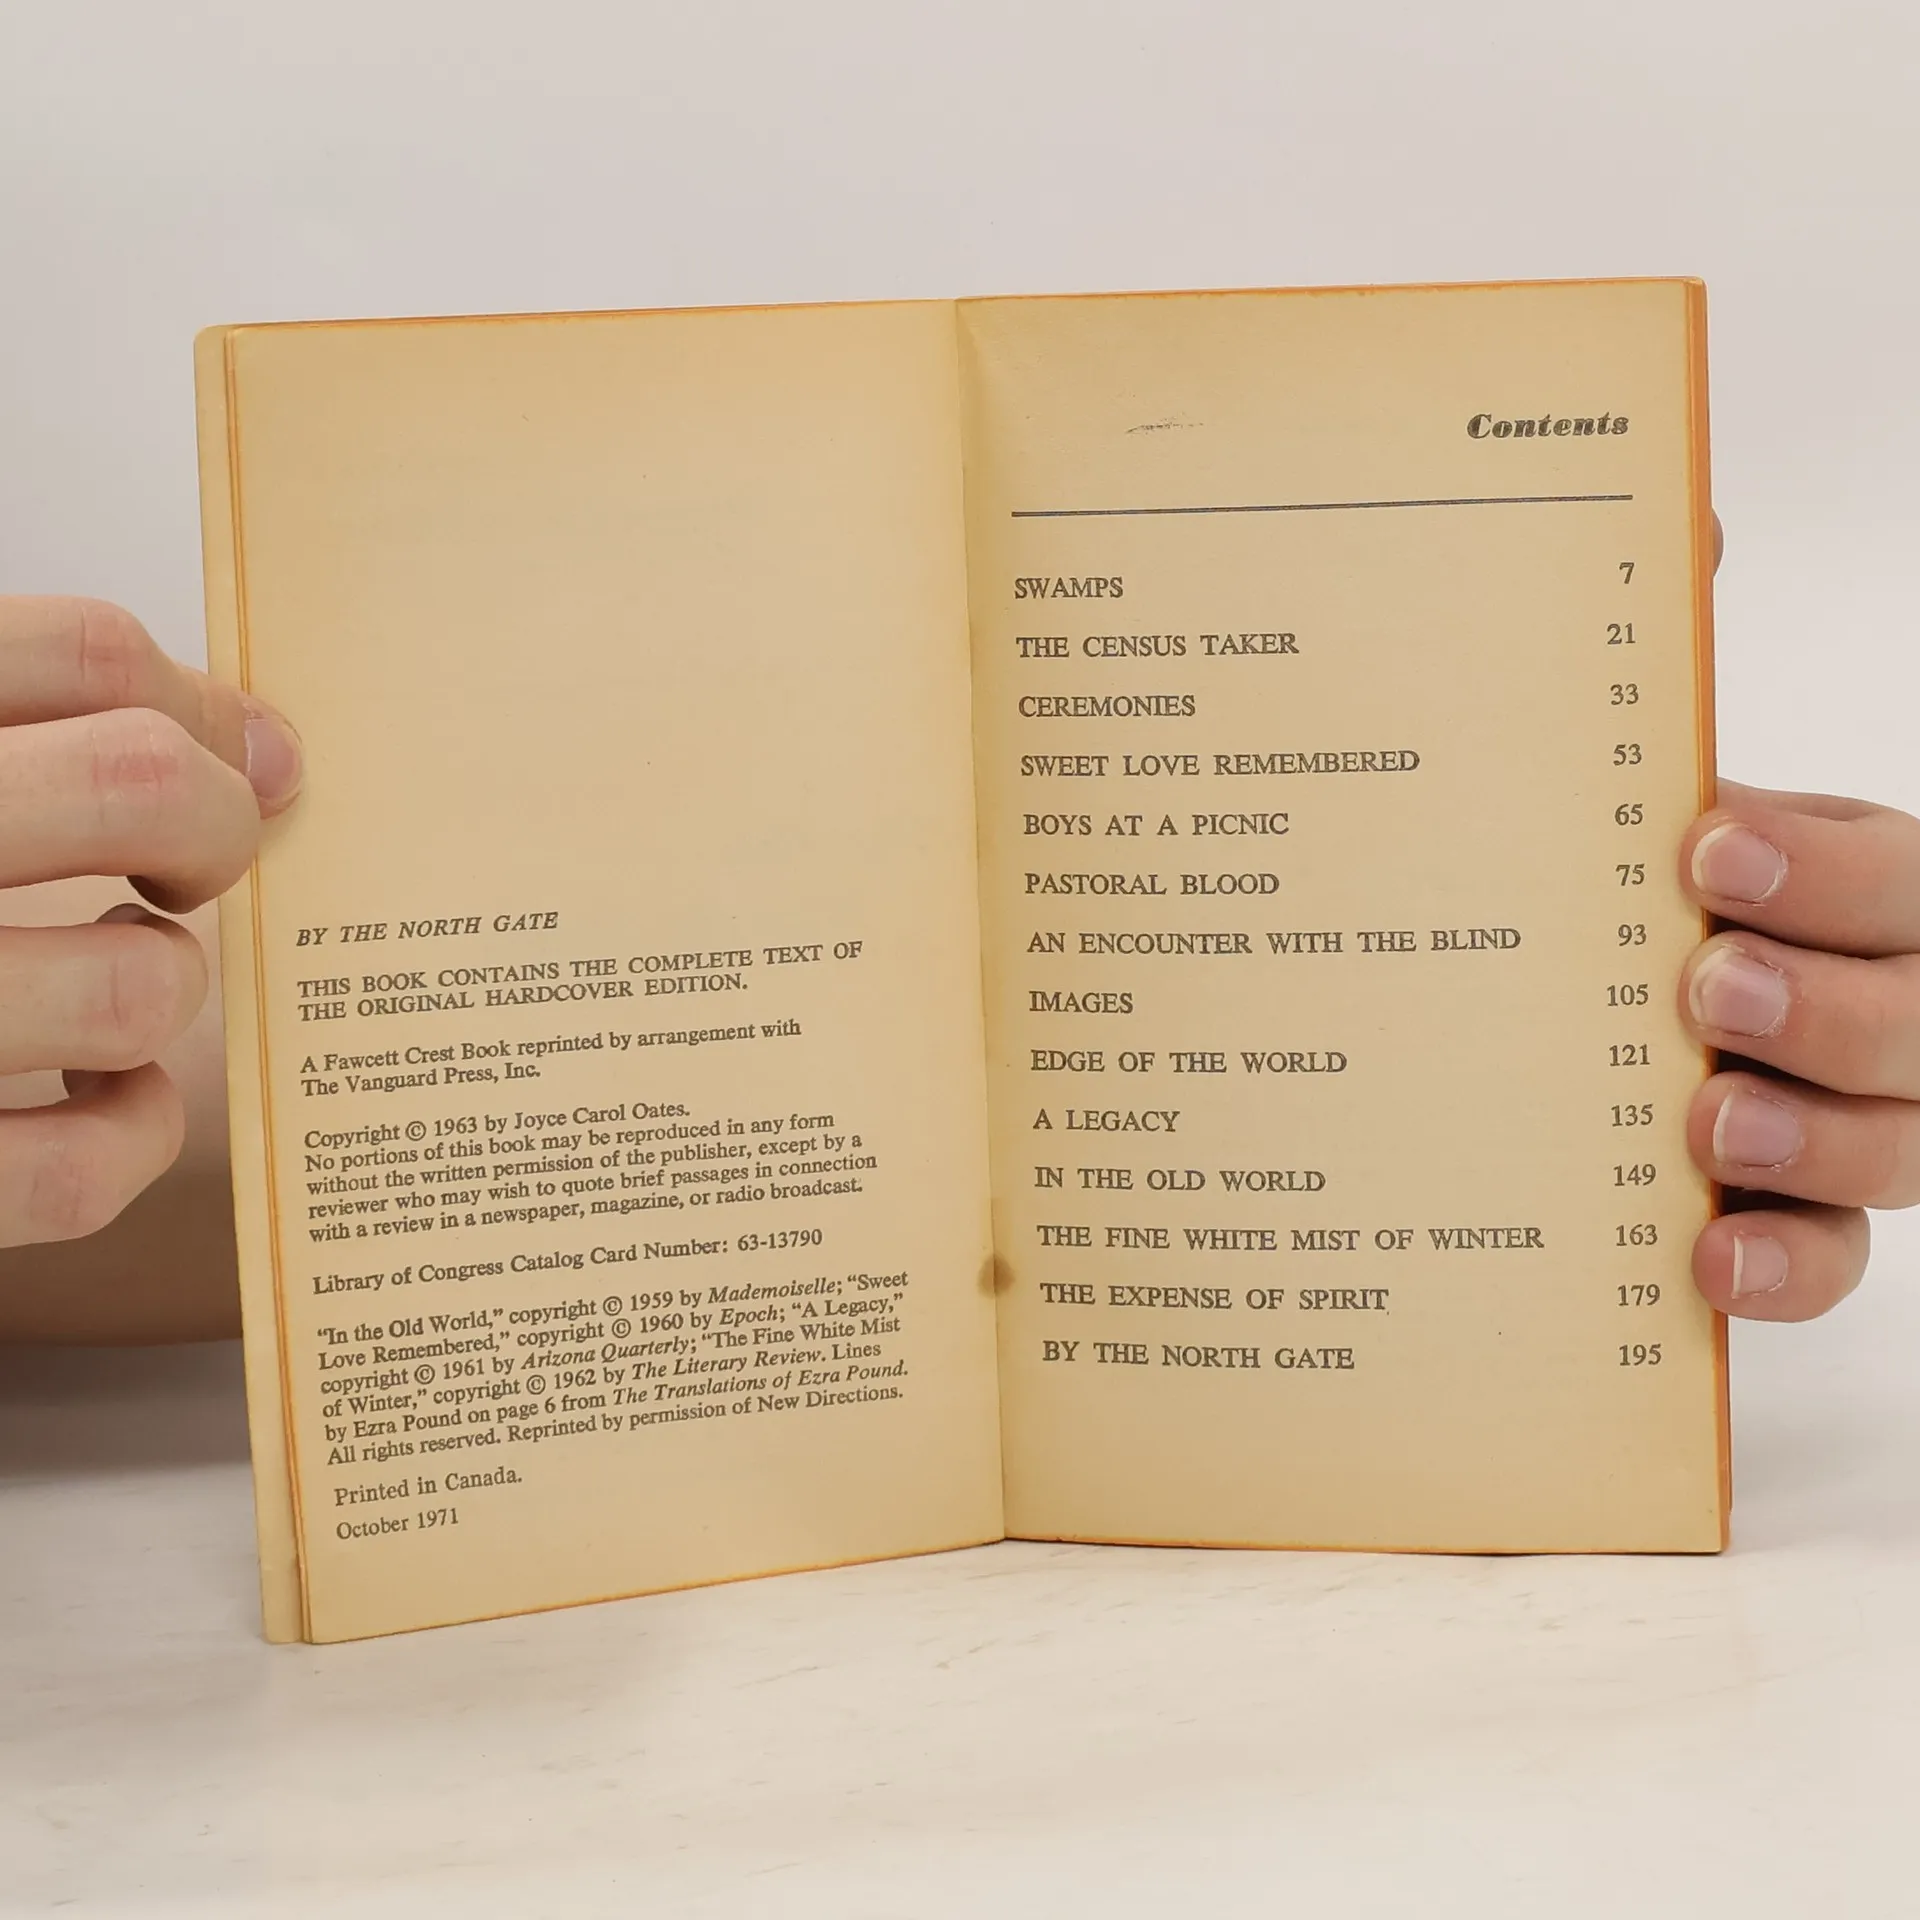 BY THE NORTH GATE
THIS BOOK CONTAINS THE COMPLETE TEXT OF
THE ORIGINAL HARDCOVER EDITION.
A Fawcett Crest Book reprinted by arrangement with
The Vanguard Press, Inc.
Copyright © 1963 by Joyce Carol Oates.
No portions of this book may be reproduced in any form
without the written permission of the publisher, except by a
reviewer who may wish to quote brief passages in connection
with a review in a newspaper, magazine, or radio broadcast.
Library of Congress Catalog Card Number: 63-13790
“In the Old World,” copyright © 1959 by Mademoiselle; “Sweet
Love Remembered,” copyright © 1960 by Epoch; “A Legacy,”
copyright © 1961 by Arizona Quarterly; “The Fine White Mist
of Winter,” copyright © 1962 by The Literary Review. Lines
by Ezra Pound on page 6 from The Translations of Ezra Pound.
All rights reserved. Reprinted by permission of New Directions.
Printed in Canada.
October 1971
Contents
SWAMPS 7
THE CENSUS TAKER 21
CEREMONIES 33
SWEET LOVE REMEMBERED 53
BOYS AT A PICNIC 65
PASTORAL BLOOD 75
AN ENCOUNTER WITH THE BLIND 93
IMAGES 105
EDGE OF THE WORLD 121
A LEGACY 135
IN THE OLD WORLD 149
THE FINE WHITE MIST OF WINTER 163
THE EXPENSE OF SPIRIT 179
BY THE NORTH GATE 195